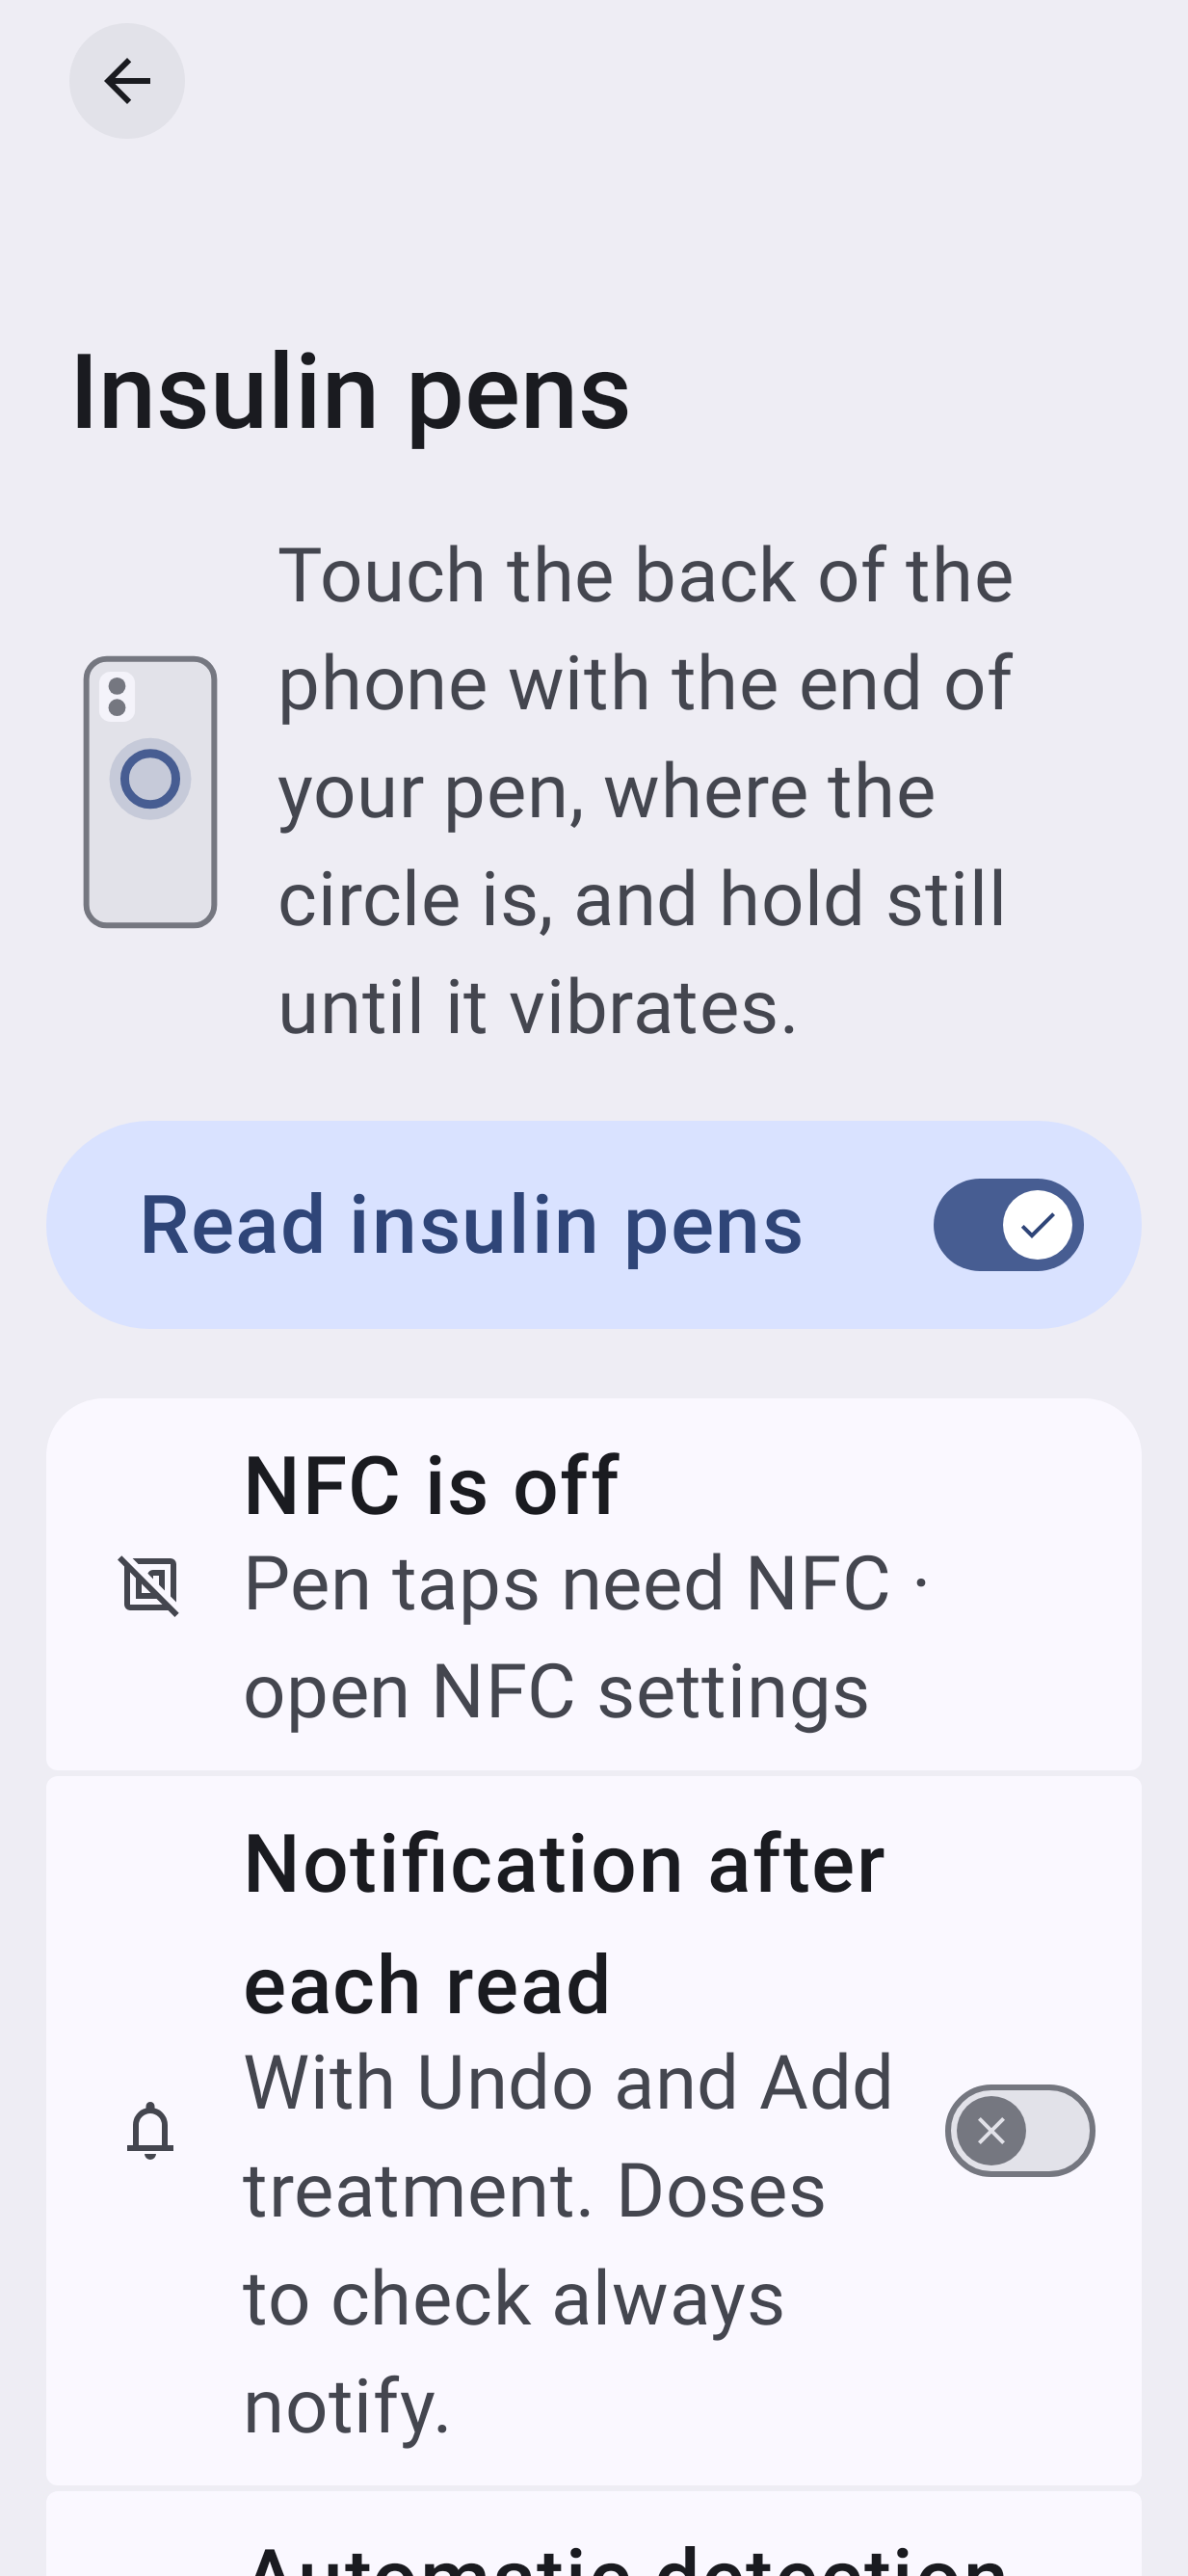 Insulin pens
Touch the back of the
phone with the end of
your pen, where the
circle is, and hold still
until it vibrates.
Read insulin pens
NFC is off
Pen taps need NFC ·
open NFC settings
Notification after
each read
With Undo and Add
treatment. Doses
to check always
notify.
Automatic detection